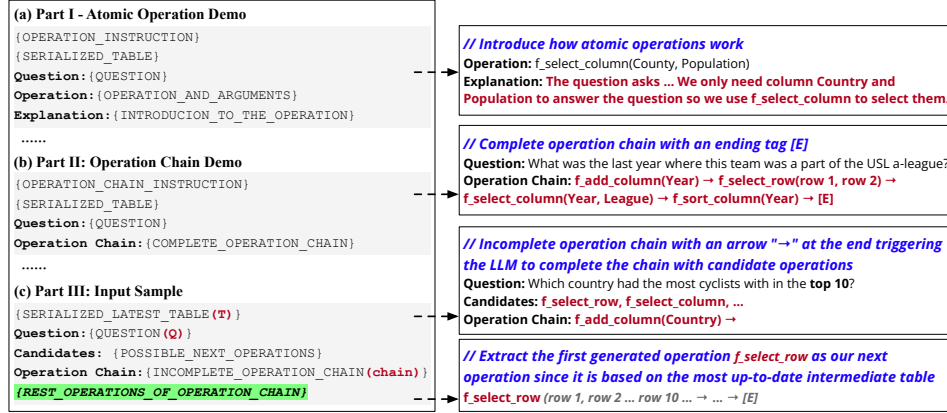 (a) Part I - Atomic Operation Demo
{OPERATION_INSTRUCTION}
{SERIALIZED_TABLE}
Question:{QUESTION}
Operation:{OPERATION_AND_ARGUMENTS}
Explanation:{INTRODUCION_TO_THE_OPERATION}
......
(b) Part II: Operation Chain Demo
{OPERATION_CHAIN_INSTRUCTION}
{SERIALIZED_TABLE}
Question:{QUESTION}
Operation Chain:{COMPLETE_OPERATION_CHAIN}
......
(c) Part III: Input Sample
{SERIALIZED_LATEST_TABLE(T)}
Question:{QUESTION(Q)}
Candidates: {POSSIBLE_NEXT_OPERATIONS}
Operation Chain:{INCOMPLETE_OPERATION_CHAIN(chain)}
{REST_OPERATIONS_OF_OPERATION_CHAIN}
// Introduce how atomic operations work
Operation: f_select_column(County, Population)
Explanation: The question asks ... We only need column Country and
Population to answer the question so we use f_select_column to select them.
// Complete operation chain with an ending tag [E]
Question: What was the last year where this team was a part of the USL a-league?
Operation Chain: f_add_column(Year) → f_select_row(row 1, row 2) →
f_select_column(Year, League) → f_sort_column(Year) → [E]
// Incomplete operation chain with an arrow "→" at the end triggering
the LLM to complete the chain with candidate operations
Question: Which country had the most cyclists with in the top 10?
Candidates: f_select_row, f_select_column, ...
Operation Chain: f_add_column(Country) →
// Extract the first generated operation f_select_row as our next
operation since it is based on the most up-to-date intermediate table
f_select_row (row 1, row 2 ... row 10 ... → ... → [E]